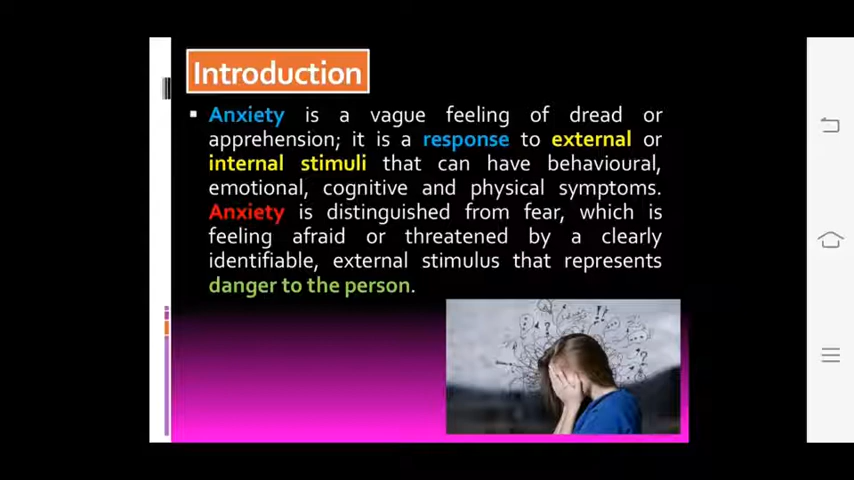 Introduction
Anxiety is a vague feeling of dread or
apprehension; it is a response to external or
internal stimuli that can have behavioural,
emotional, cognitive and physical symptoms.
Anxiety is distinguished from fear, which is
feeling afraid or threatened by a clearly
identifiable, external stimulus that represents
danger to the person.